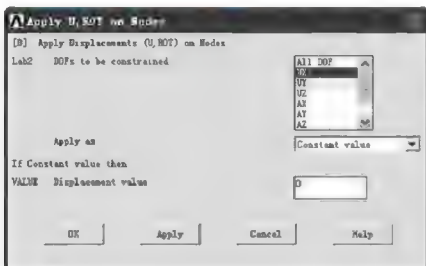 Apply U,ROT on Nodes
[D] Apply Displacements (U,ROT) on Nodes
Lab2 DOFs to be constrained
All DOF
UX
UY
UZ
AX
AY
AZ
Apply as
Constant value
If Constant value then
VALUE Displacement value
0
OK Apply Cancel Help